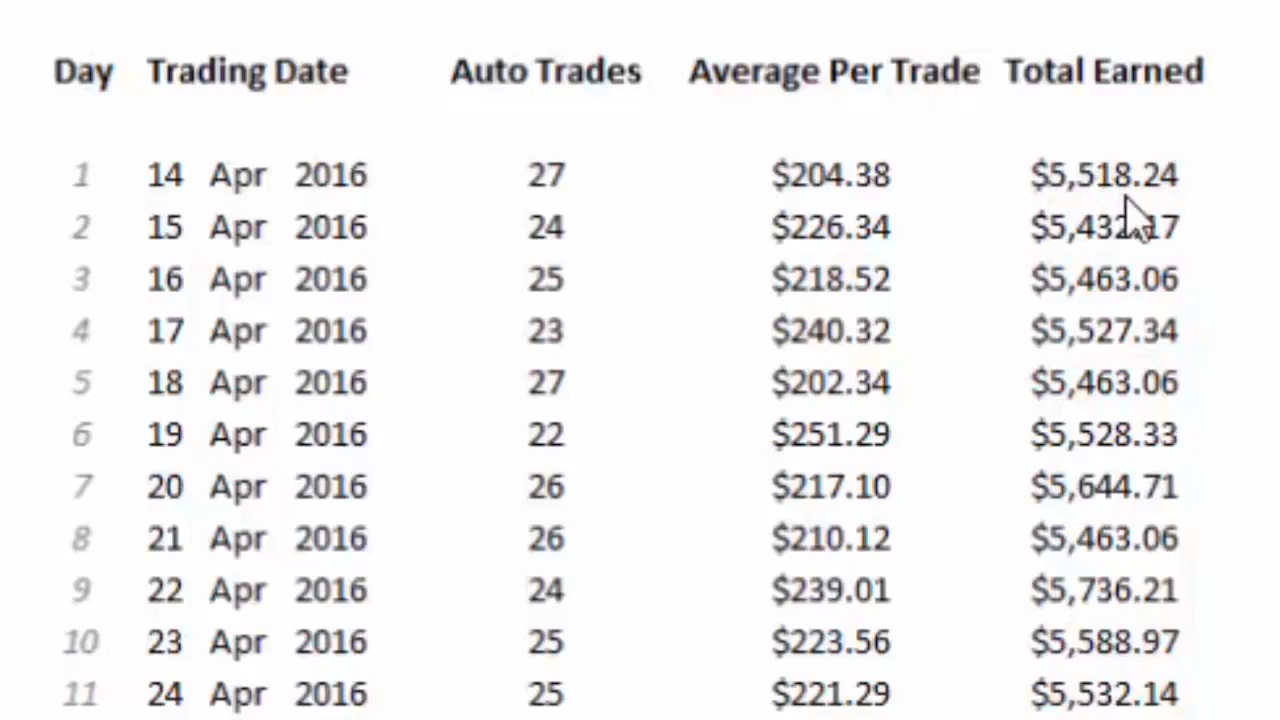 Day Trading Date Auto Trades Average Per Trade Total Earned
1 14 Apr 2016 27 $204.38 $5,518.24
2 15 Apr 2016 24 $226.34 $5,432.17
3 16 Apr 2016 25 $218.52 $5,463.06
4 17 Apr 2016 23 $240.32 $5,527.34
5 18 Apr 2016 27 $202.34 $5,463.06
6 19 Apr 2016 22 $251.29 $5,528.33
7 20 Apr 2016 26 $217.10 $5,644.71
8 21 Apr 2016 26 $210.12 $5,463.06
9 22 Apr 2016 24 $239.01 $5,736.21
10 23 Apr 2016 25 $223.56 $5,588.97
11 24 Apr 2016 25 $221.29 $5,532.14